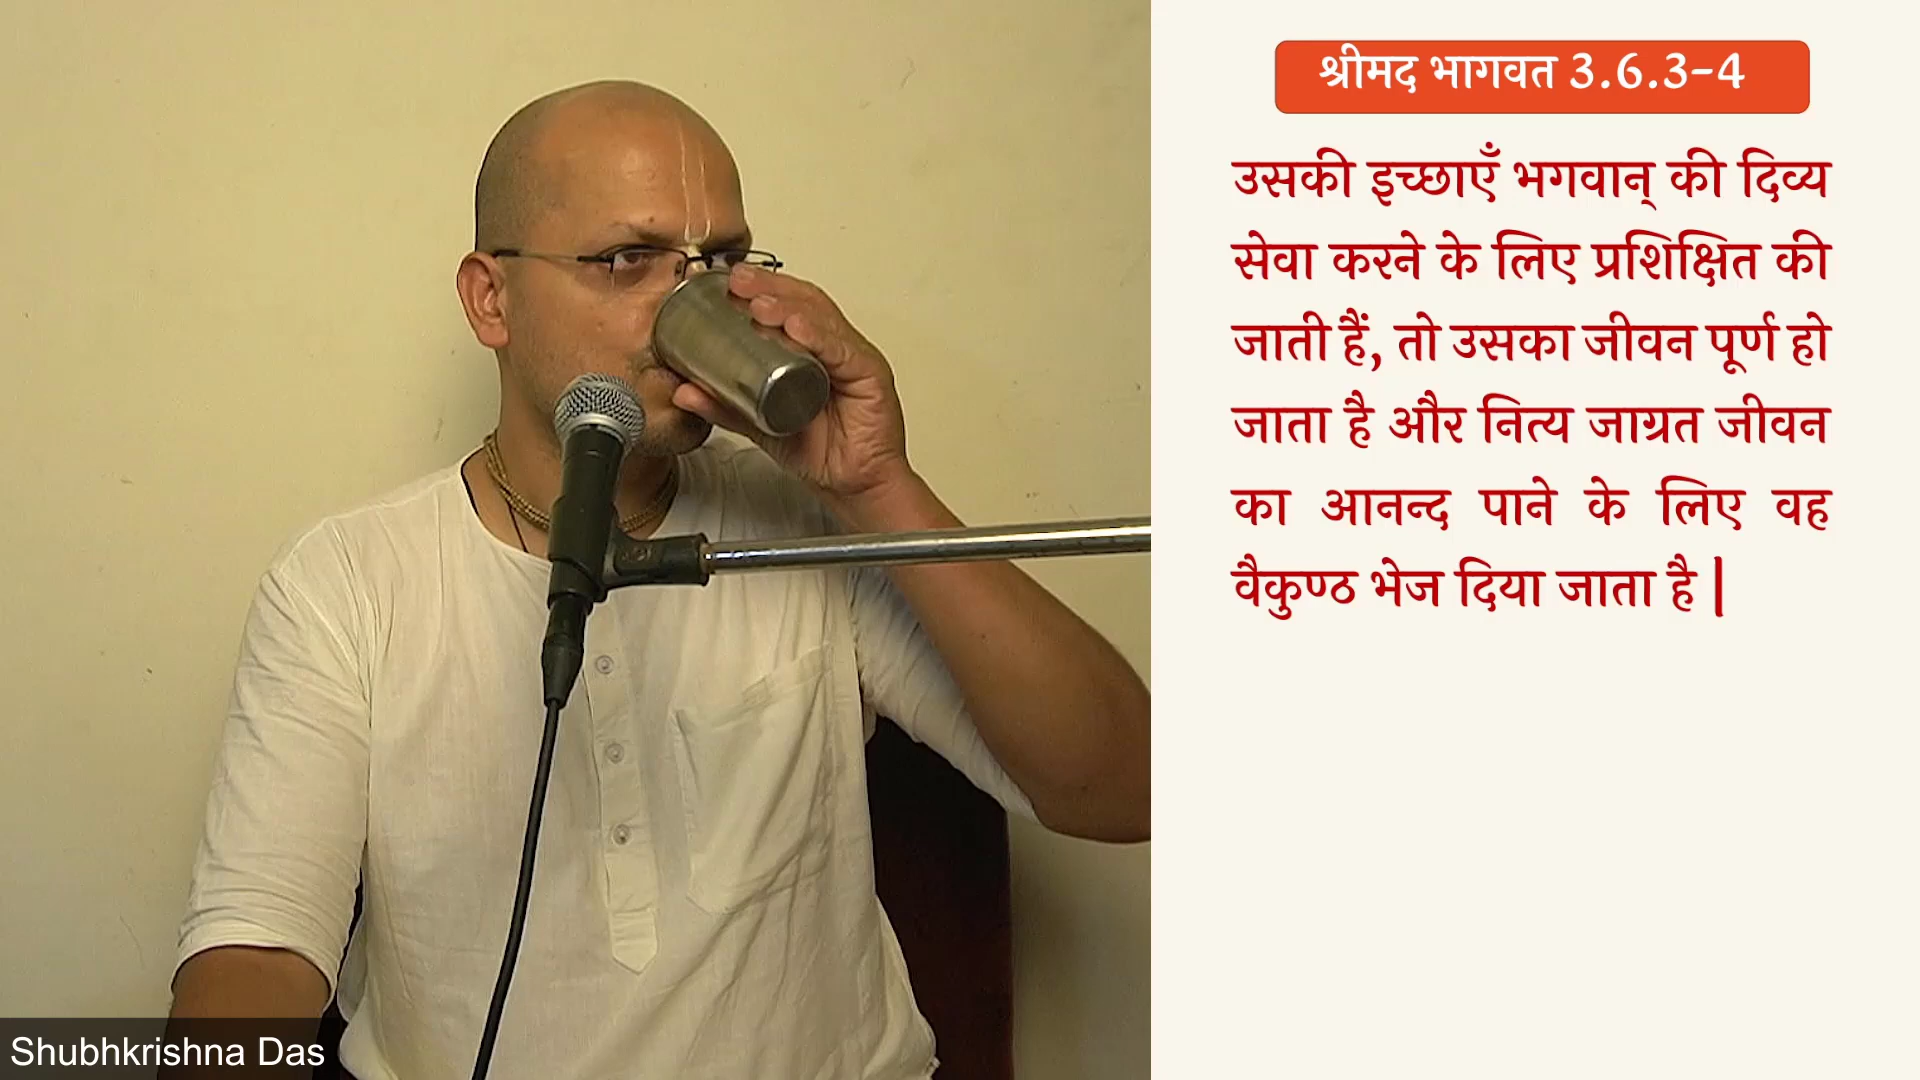 श्रीमद भागवत 3.6.3-4
उसकी इच्छाएँ भगवान् की दिव्य
सेवा करने के लिए प्रशिक्षित की
जाती हैं, तो उसका जीवन पूर्ण हो
जाता है और नित्य जाग्रत जीवन
का आनन्द पाने के लिए वह
वैकुण्ठ भेज दिया जाता है |
Shubhkrishna Das